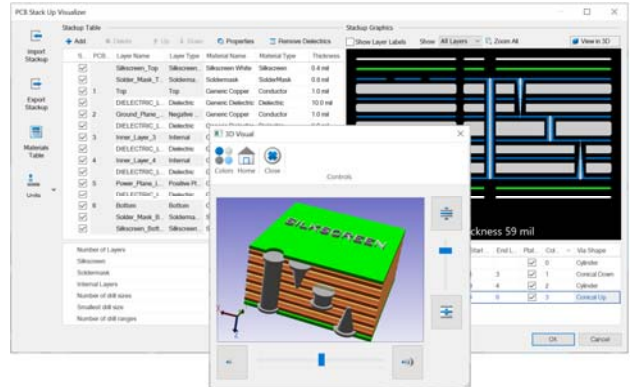 PCB Stack Up Visualizer
Stackup Table
Stackup Graphics
Import Stackup
Export Stackup
Materials Table
Units
Add Delete Up Down Properties Remove Dielectrics
Show Layer Labels Show All Layers Zoom All View in 3D
S... PCB... Layer Name Layer Type Material Name Material Type Thickness
Silkscreen_Top Silkscreen... Silkscreen White Silkscreen 0.4 mil
Solder_Mask_T... Solderma... Soldermask SolderMask 0.8 mil
1 Top Top Generic Copper Conductor 1.0 mil
DIELECTRIC_L... Dielectric Generic Dielectric Dielectric 10.0 mil
2 Ground_Plane_... Negative ... Generic Copper Conductor 1.0 mil
DIELECTRIC_L... Dielectric
3 Inner_Layer_3 Internal
DIELECTRIC_L... Dielectric
4 Inner_Layer_4 Internal
DIELECTRIC_L... Dielectric
5 Power_Plane_(... Positive Pl...
DIELECTRIC_L... Dielectric
6 Bottom Bottom
Solder_Mask_B... Solderma...
Silkscreen_Bott... Silkscreen...
3D Visual
Colors Home Close
Controls
SILKSCREEN
ckness 59 mil
Number of Layers
Silkscreen
Soldermask
Internal Layers
Number of drill sizes
Smallest drill size
Number of drill ranges
Start... End L... Plat... Col... Via Shape
0 Cylinder
3 1 Conical Down
4 2 Cylinder
6 3 Conical Up
OK Cancel